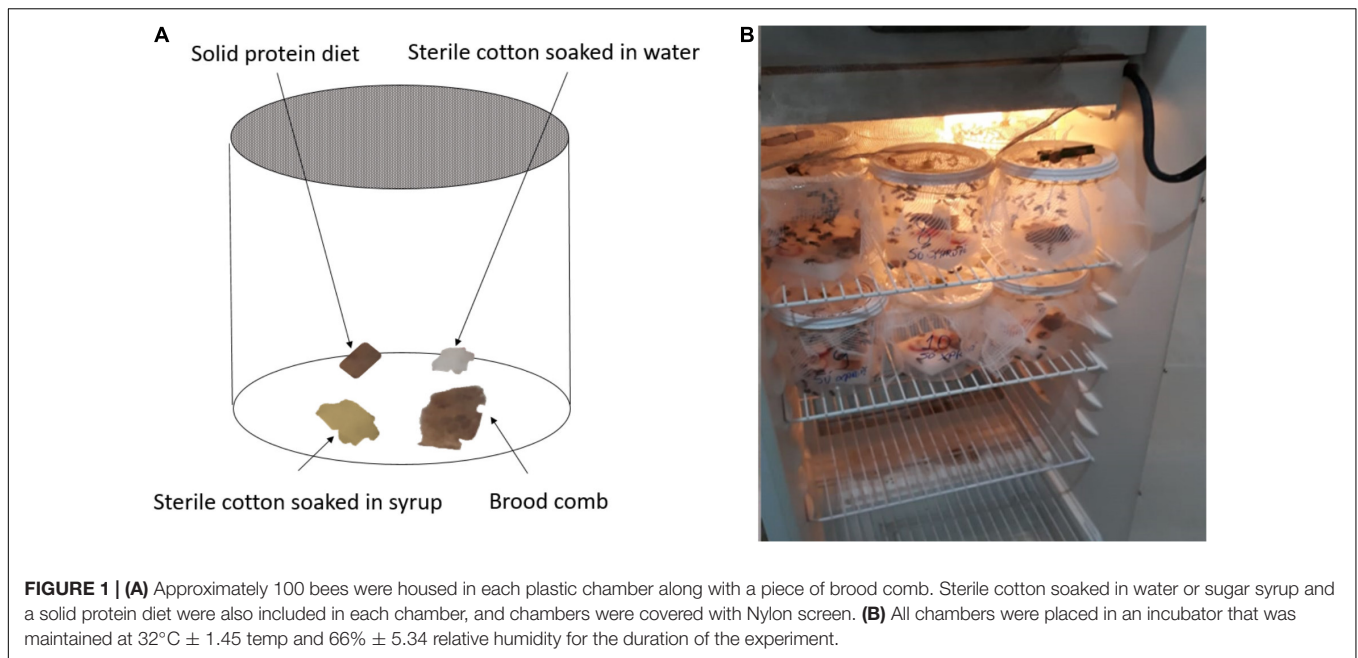 A
Solid protein diet
Sterile cotton soaked in water
Sterile cotton soaked in syrup
Brood comb
B
10
FIGURE 1 | (A) Approximately 100 bees were housed in each plastic chamber along with a piece of brood comb. Sterile cotton soaked in water or sugar syrup and
a solid protein diet were also included in each chamber, and chambers were covered with Nylon screen. (B) All chambers were placed in an incubator that was
maintained at 32°C ± 1.45 temp and 66% ± 5.34 relative humidity for the duration of the experiment.